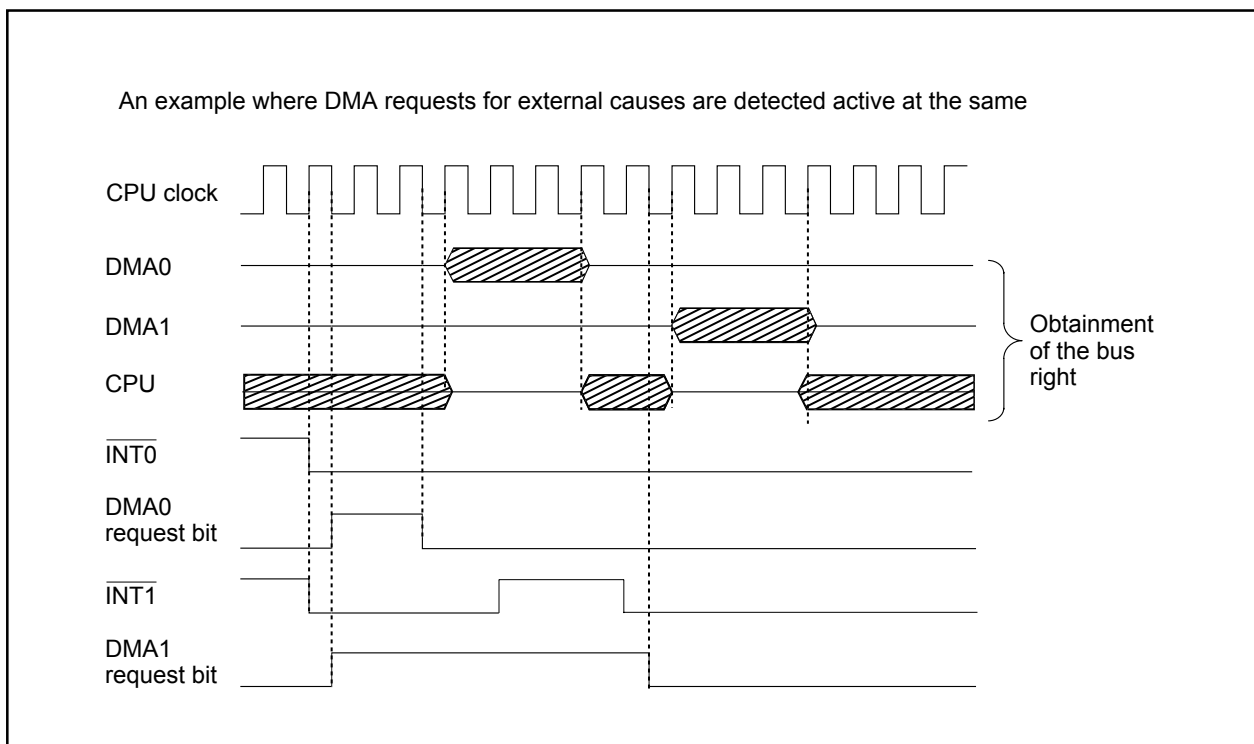 An example where DMA requests for external causes are detected active at the same
CPU clock
DMA0
DMA1
CPU
Obtainment
of the bus
right
INT0
DMA0
request bit
INT1
DMA1
request bit